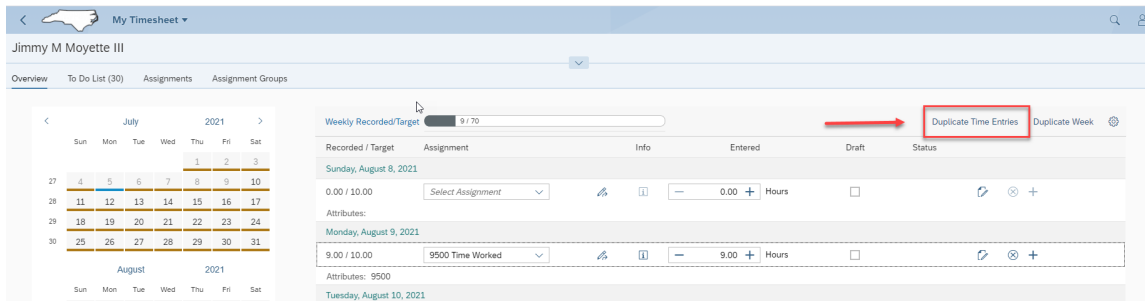 My Timesheet
Jimmy M Moyette III
Overview To Do List (30) Assignments Assignment Groups
July 2021
Sun Mon Tue Wed Thu Fri Sat
1 2 3
27 4 5 6 7 8 9 10
28 11 12 13 14 15 16 17
29 18 19 20 21 22 23 24
30 25 26 27 28 29 30 31
August 2021
Sun Mon Tue Wed Thu Fri Sat
Weekly Recorded/Target 9 / 70 Duplicate Time Entries Duplicate Week
Recorded / Target Assignment Info Entered Draft Status
Sunday, August 8, 2021
0.00 / 10.00 Select Assignment 0.00 Hours
Attributes:
Monday, August 9, 2021
9.00 / 10.00 9500 Time Worked 9.00 Hours
Attributes: 9500
Tuesday, August 10, 2021